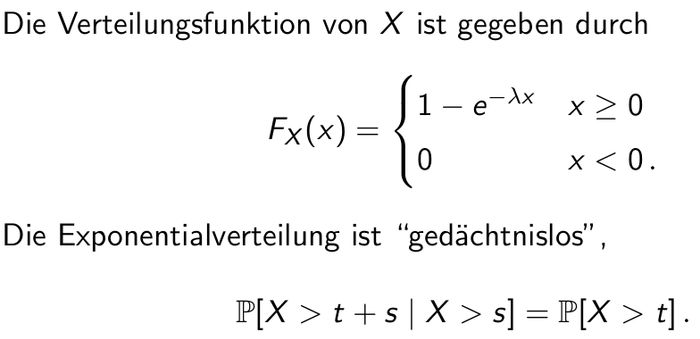 Die Verteilungsfunktion von X ist gegeben durch
F_X(x) = { 1 − e^{−λx}   x ≥ 0
0   x < 0 .
Die Exponentialverteilung ist “gedächtnislos”,
ℙ[X > t + s | X > s] = ℙ[X > t] .